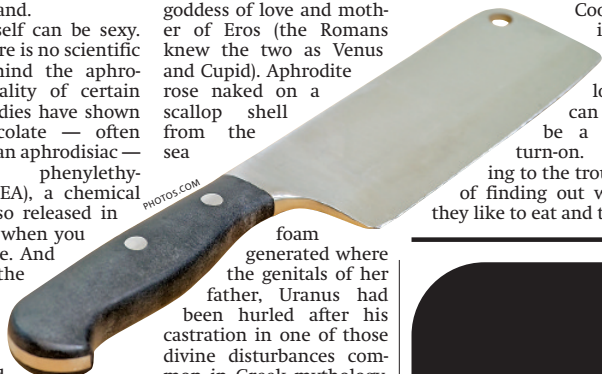 and.
self can be sexy.
re is no scientific
hind the aphro-
ality of certain
dies have shown
colate — often
an aphrodisiac —
phenylethy-
EA), a chemical
so released in
when you
e. And
the
goddess of love and moth-
er of Eros (the Romans
knew the two as Venus
and Cupid). Aphrodite
rose naked on a
scallop shell
from the
sea
foam
generated where
the genitals of her
father, Uranus had
been hurled after his
castration in one of those
divine disturbances com-
PHOTOS.COM
Coo
i
lo
can
be a
turn-on.
ing to the trou
of finding out w
they like to eat and t